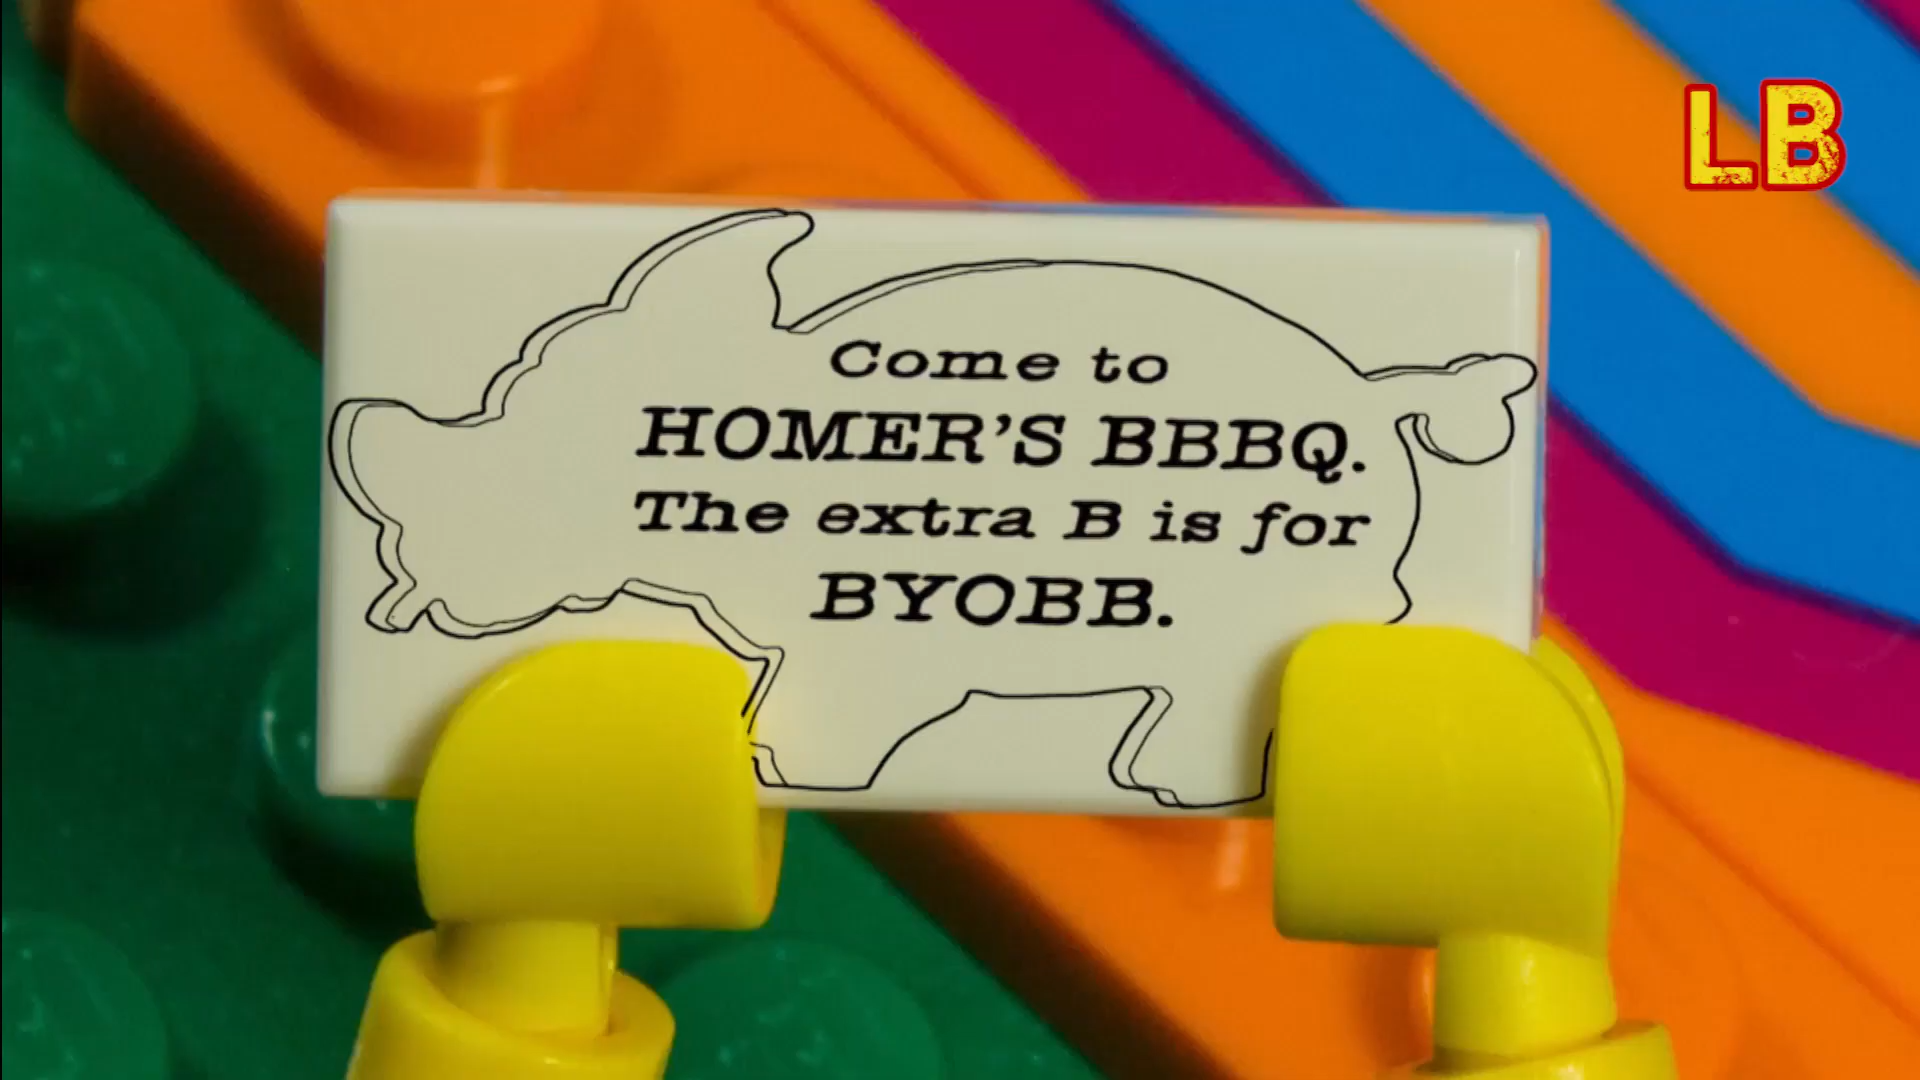 LB
Come to
HOMER'S BBBQ.
The extra B is for
BYOBB.